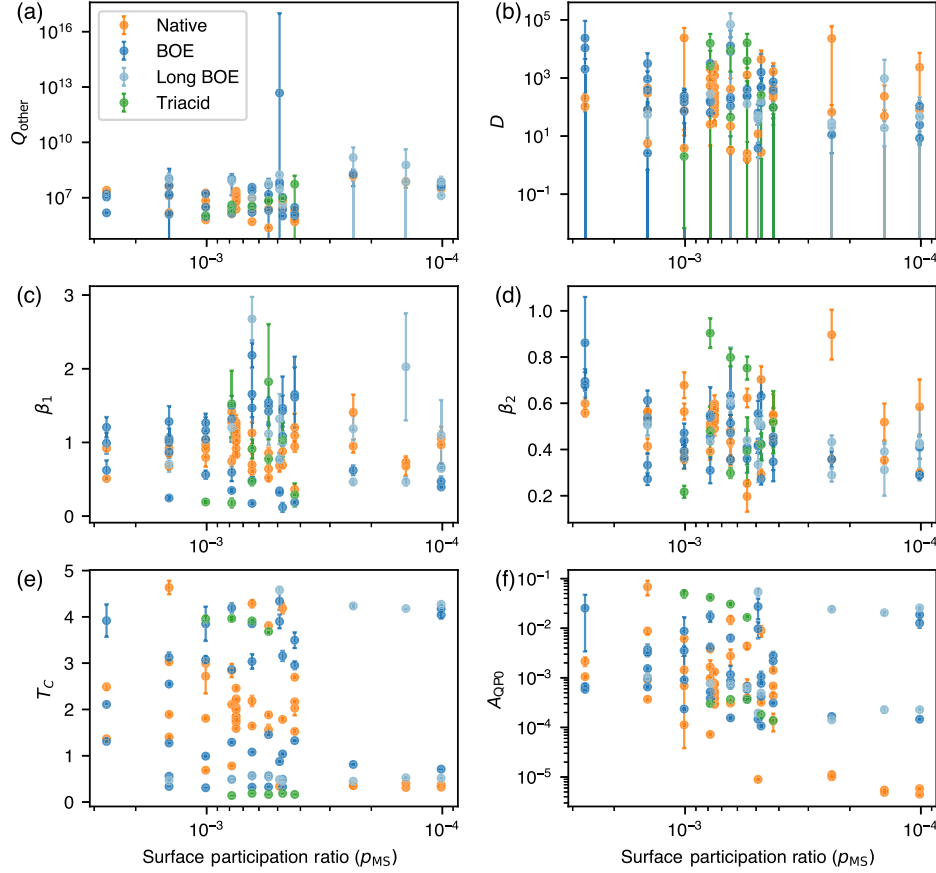 (a)
(b)
10^16
10^13
10^10
10^7
Q_other
Native
BOE
Long BOE
Triacid
10^−3
10^−4
10^5
10^3
10^1
10^−1
D
10^−3
10^−4
(c)
(d)
3
2
1
0
β_1
10^−3
10^−4
1.0
0.8
0.6
0.4
0.2
β_2
10^−3
10^−4
(e)
(f)
5
4
3
2
1
0
T_C
10^−3
10^−4
Surface participation ratio (p_MS)
10^−1
10^−2
10^−3
10^−4
10^−5
A_QP0
10^−3
10^−4
Surface participation ratio (p_MS)